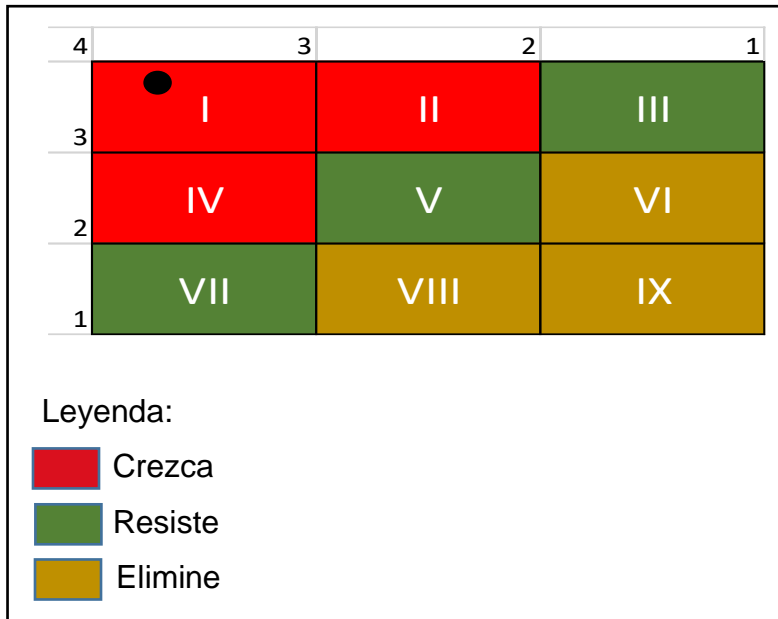 4 3 2 1
I II III
3
IV V VI
2
VII VIII IX
1
Leyenda:
Crezca
Resiste
Elimine